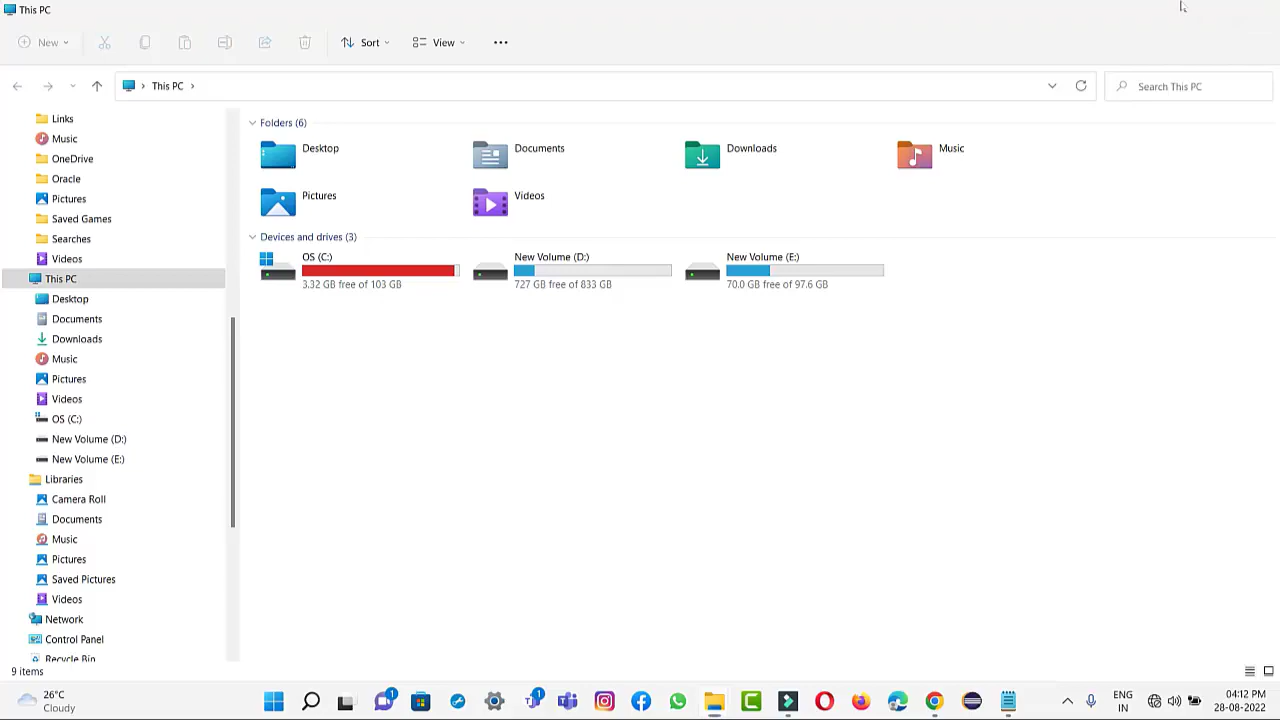 This PC
New
Sort
View
This PC
Search This PC
Links
Music
OneDrive
Oracle
Pictures
Saved Games
Searches
Videos
This PC
Desktop
Documents
Downloads
Music
Pictures
Videos
OS (C:)
New Volume (D:)
New Volume (E:)
Libraries
Camera Roll
Documents
Music
Pictures
Saved Pictures
Videos
Network
Control Panel
Recycle Bin
Folders (6)
Desktop
Documents
Downloads
Music
Pictures
Videos
Devices and drives (3)
OS (C:)
3.32 GB free of 103 GB
New Volume (D:)
727 GB free of 833 GB
New Volume (E:)
70.0 GB free of 97.6 GB
9 items
26°C
Cloudy
1
1
ENG
IN
04:12 PM
28-08-2022